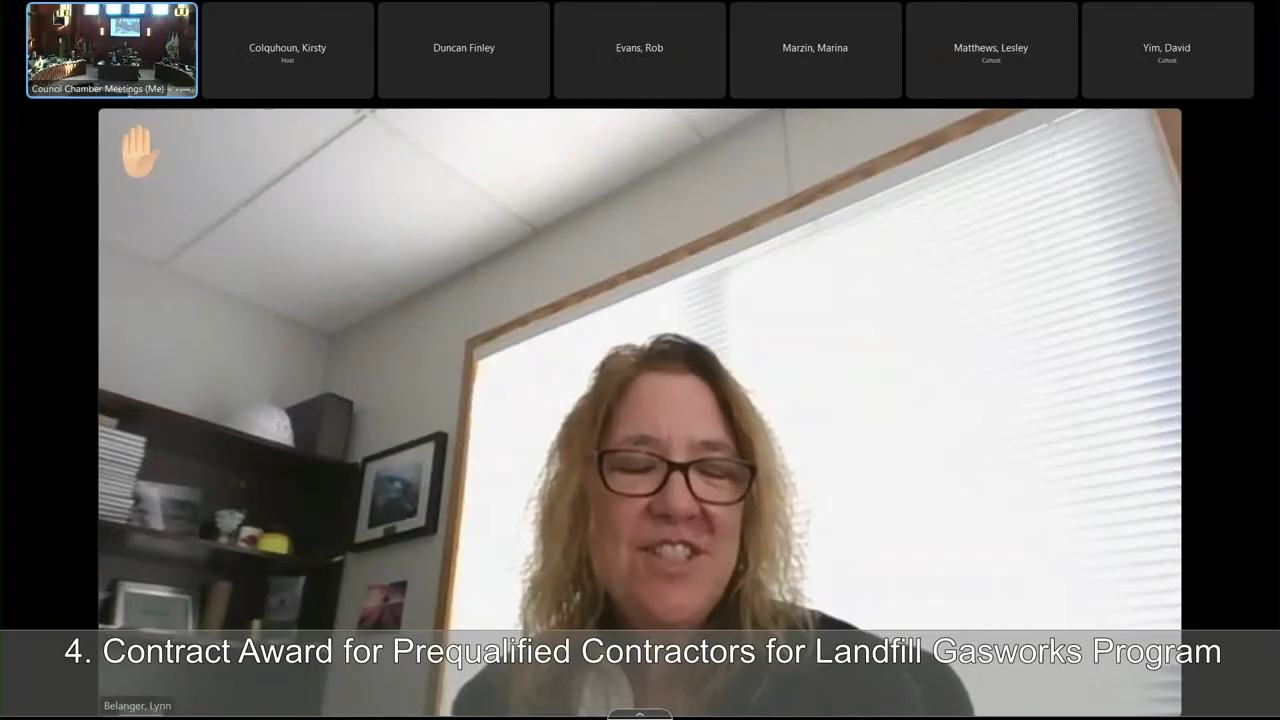 Council Chamber Meetings (Me)
Colquhoun, Kirsty
Host
Duncan Finley
Evans, Rob
Marzin, Marina
Matthews, Lesley
Cohost
Yim, David
Cohost
4. Contract Award for Prequalified Contractors for Landfill Gasworks Program
Belanger, Lynn